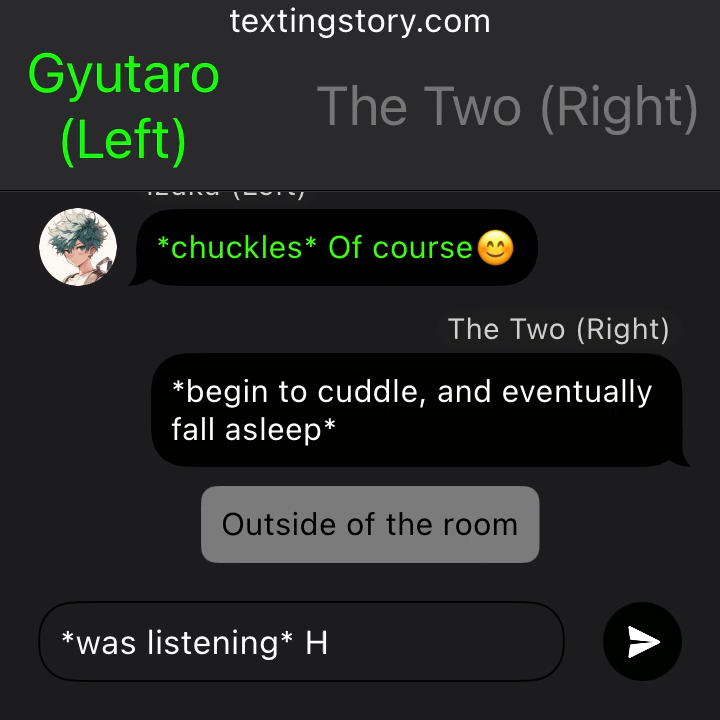 textingstory.com
Gyutaro
(Left)
The Two (Right)
*chuckles* Of course😊
The Two (Right)
*begin to cuddle, and eventually
fall asleep*
Outside of the room
*was listening* H